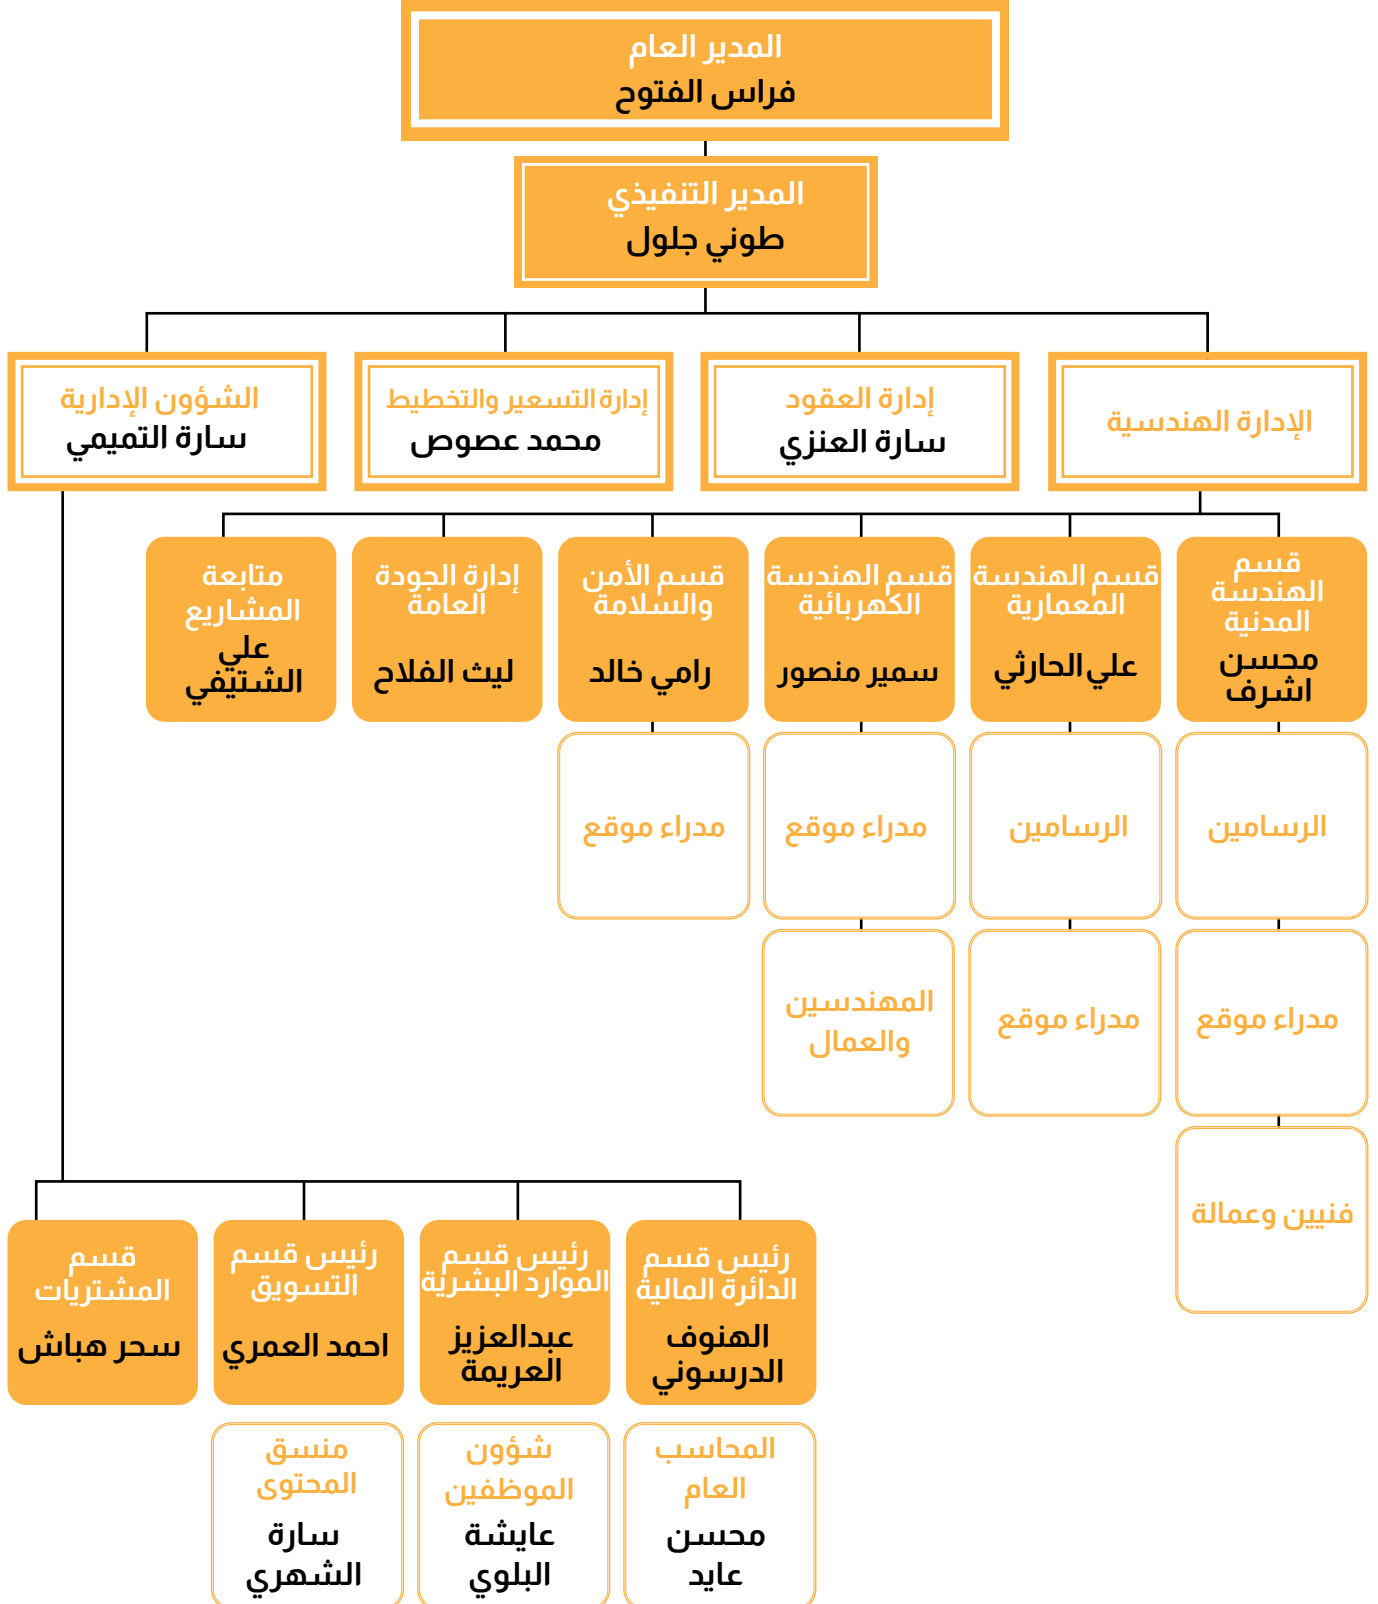 المدير العام
فراس الفتوح
المدير التنفيذي
طوني جلول
الإدارة الهندسية
إدارة العقود
سارة العنزي
إدارة التسعير والتخطيط
محمد عصوص
الشؤون الإدارية
سارة التميمي
قسم
الهندسة
المدنية
محسن
اشرف
قسم الهندسة
المعمارية
علي الحارثي
قسم الهندسة
الكهربائية
سمير منصور
قسم الأمن
والسلامة
رامي خالد
إدارة الجودة
العامة
ليث الفلاح
متابعة
المشاريع
علي
الشتيفي
الرسامين
الرسامين
مدراء موقع
مدراء موقع
مدراء موقع
مدراء موقع
المهندسين
والعمال
فنيين وعمالة
رئيس قسم
الدائرة المالية
الهنوف
الدرسوني
رئيس قسم
الموارد البشرية
عبدالعزيز
العريمة
رئيس قسم
التسويق
احمد العمري
قسم
المشتريات
سحر هباش
المحاسب
العام
محسن
عايد
شؤون
الموظفين
عايشة
البلوي
منسق
المحتوى
سارة
الشهري